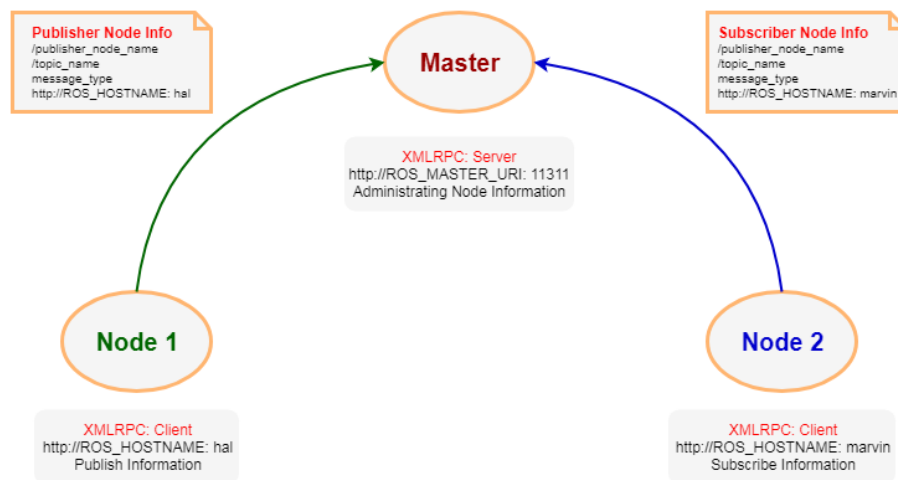 Publisher Node Info
/publisher_node_name
/topic_name
message_type
http://ROS_HOSTNAME: hal
Master
Subscriber Node Info
/publisher_node_name
/topic_name
message_type
http://ROS_HOSTNAME: marvin
XMLRPC: Server
http://ROS_MASTER_URI: 11311
Administrating Node Information
Node 1
Node 2
XMLRPC: Client
http://ROS_HOSTNAME: hal
Publish Information
XMLRPC: Client
http://ROS_HOSTNAME: marvin
Subscribe Information